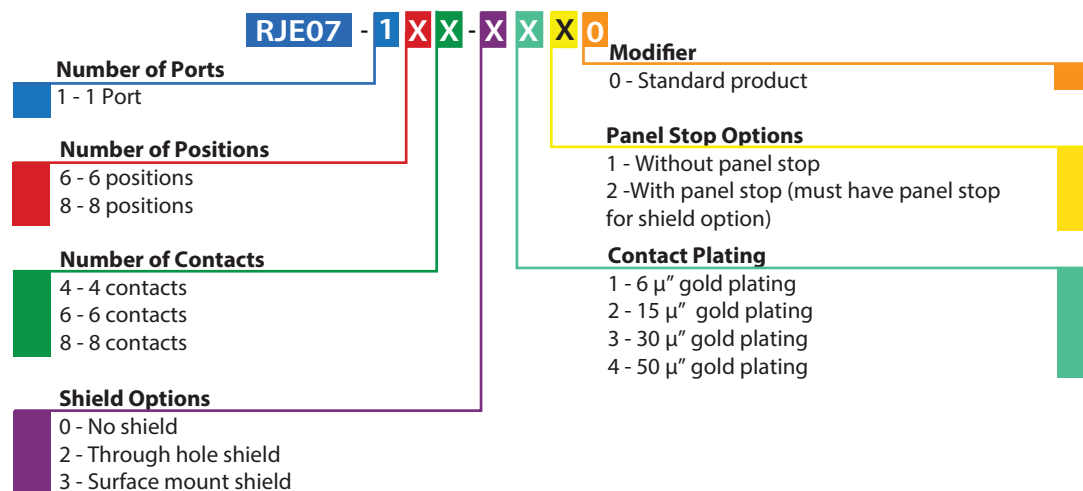 RJE07 - 1 X X - X X X 0
Number of Ports
1 - 1 Port
Number of Positions
6 - 6 positions
8 - 8 positions
Number of Contacts
4 - 4 contacts
6 - 6 contacts
8 - 8 contacts
Shield Options
0 - No shield
2 - Through hole shield
3 - Surface mount shield
Modifier
0 - Standard product
Panel Stop Options
1 - Without panel stop
2 -With panel stop (must have panel stop
for shield option)
Contact Plating
1 - 6 µ” gold plating
2 - 15 µ” gold plating
3 - 30 µ” gold plating
4 - 50 µ” gold plating